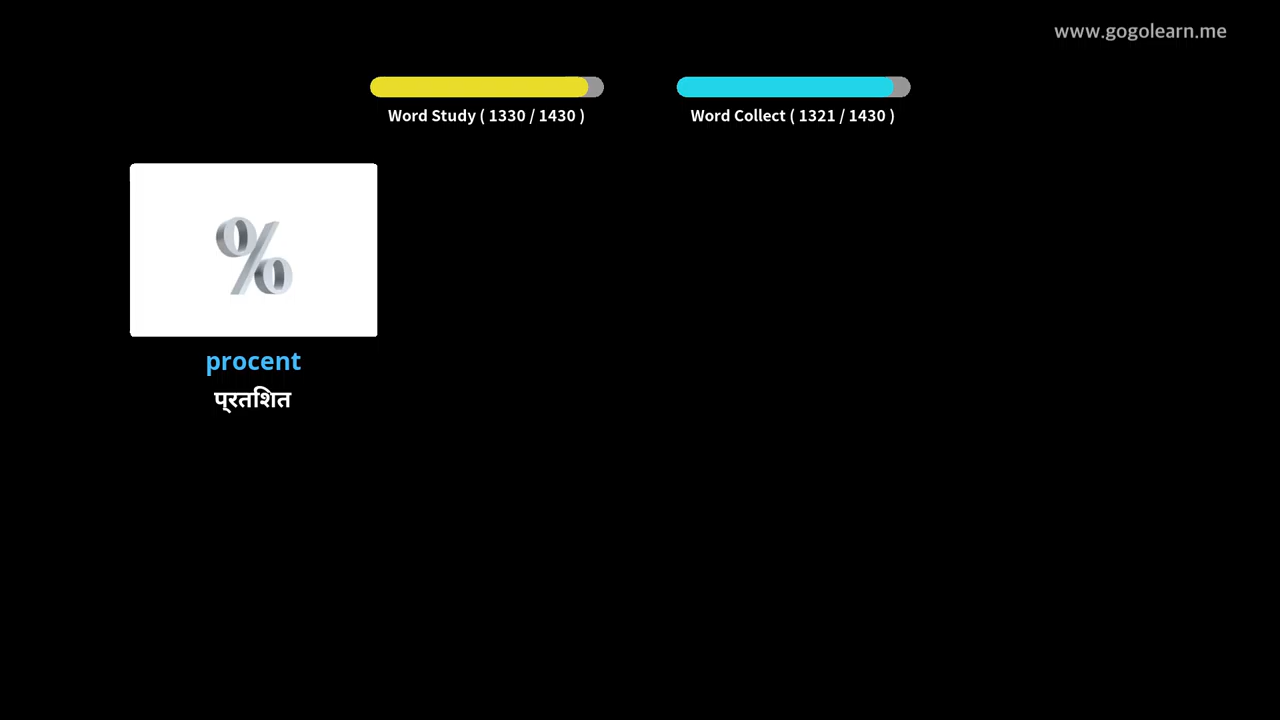 www.gogolearn.me
Word Study ( 1330 / 1430 )
Word Collect ( 1321 / 1430 )
%
procent
प्रतशित